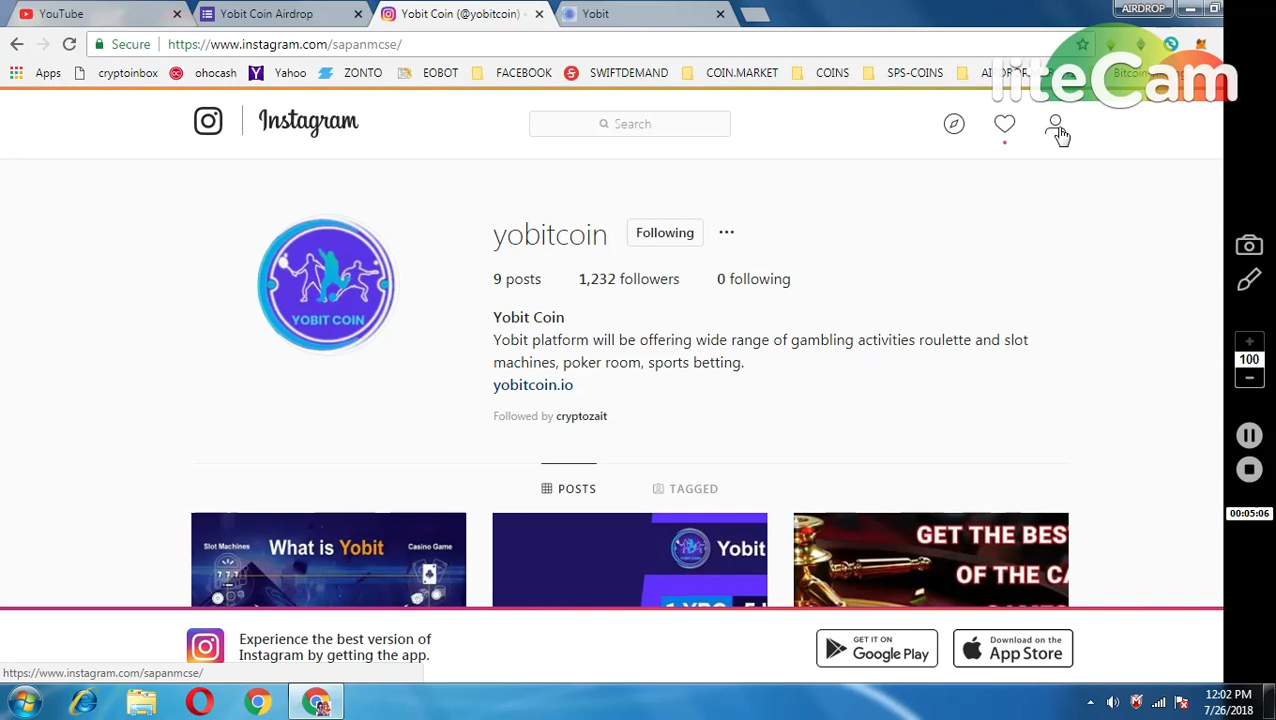 YouTube
Yobit Coin Airdrop
Yobit Coin (@yobitcoin)
Yobit
AIRDROP
Secure
https://www.instagram.com/sapanmcse/
Apps
cryptoinbox
ohocash
Yahoo
ZONTO
EOBOT
FACEBOOK
SWIFTDEMAND
COIN.MARKET
COINS
SPS-COINS
liteCam
Instagram
Search
yobitcoin
Following
9 posts
1,232 followers
0 following
Yobit Coin
Yobit platform will be offering wide range of gambling activities roulette and slot
machines, poker room, sports betting.
yobitcoin.io
Followed by cryptozait
YOBIT COIN
POSTS
TAGGED
Slot Machines
What is Yobit
Casino Game
Yobit
GET THE BES
OF THE CA
Experience the best version of
Instagram by getting the app.
GET IT ON
Google Play
Download on the
App Store
https://www.instagram.com/sapanmcse/
100
00:05:06
12:02 PM
7/26/2018